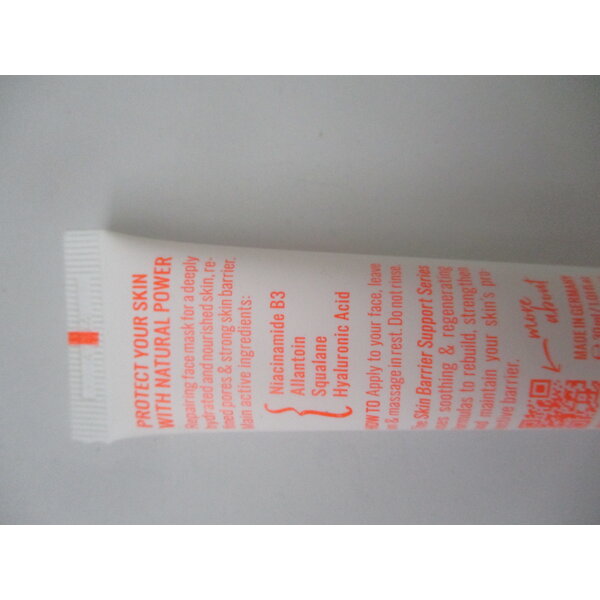 PROTECT YOUR SKIN
WITH NATURAL POWER
Repairing face mask for a deeply
hydrated and nourished skin, re-
fined pores & strong skin barrier.
Main active ingredients:
Niacinamide B3
Allantoin
Squalane
Hyaluronic Acid
HOW TO Apply to your face, leave
& massage in rest. Do not rinse
Skin Barrier Support Series
soothing & regenerating
to rebuild, strengthen
maintain your skin's pro-
barrier.
more
about
MADE IN GERMANY